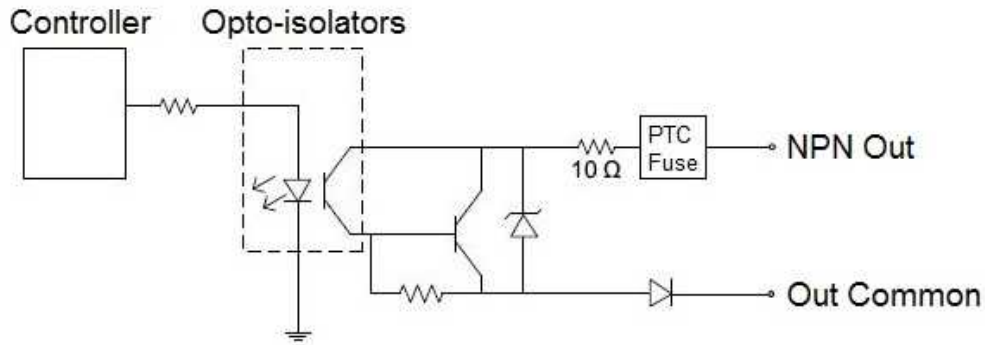 Controller
Opto-isolators
PTC
Fuse
10 Ω
NPN Out
Out Common